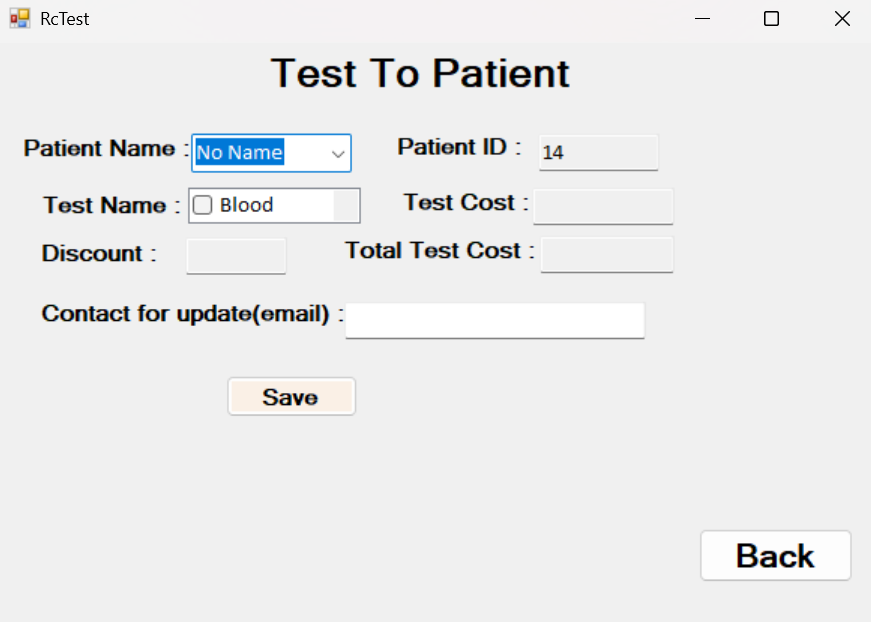 RcTest
Test To Patient
Patient Name : No Name Patient ID : 14
Test Name : Blood Test Cost :
Discount : Total Test Cost :
Contact for update(email) :
Save
Back